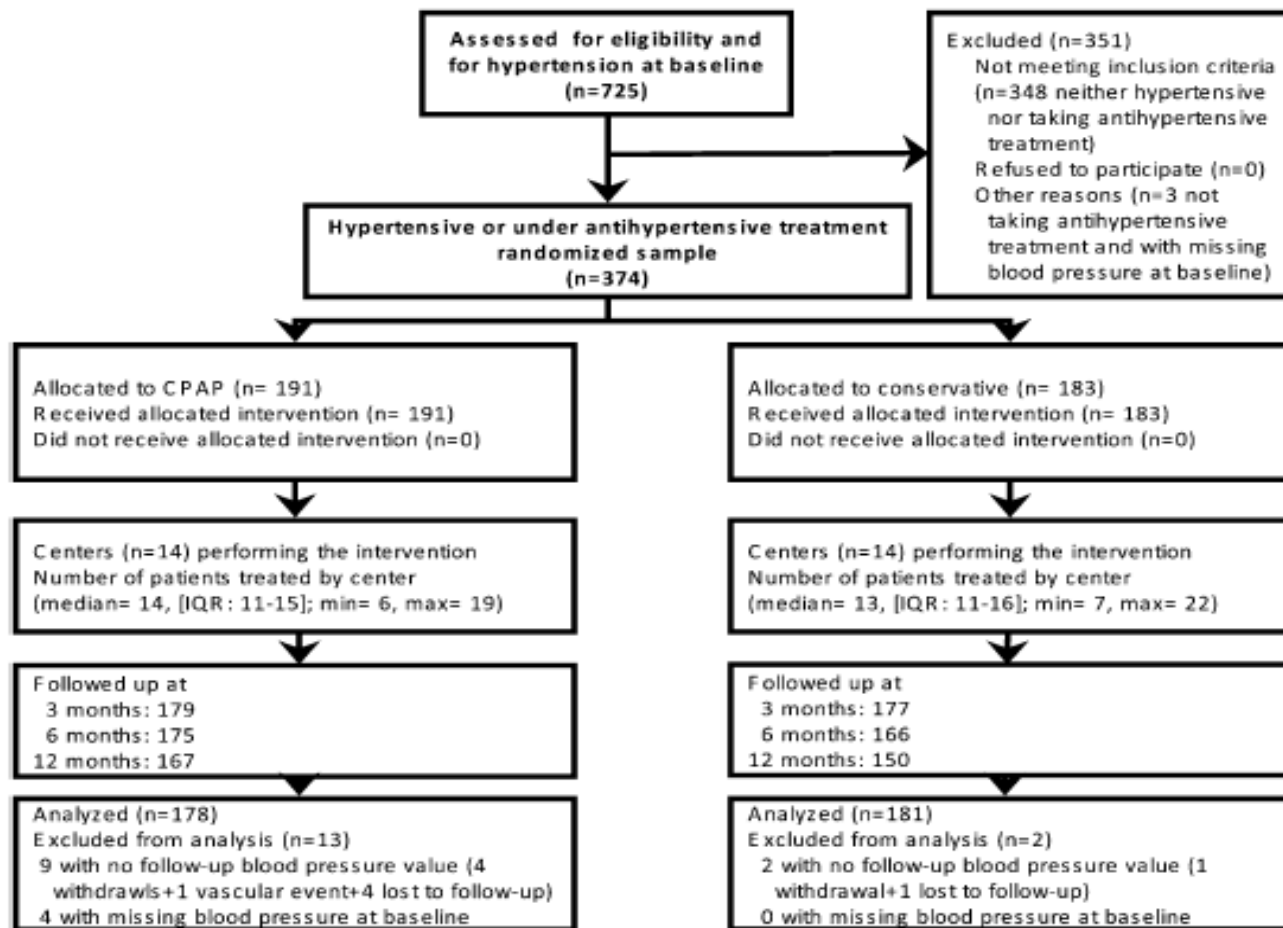 Assessed for eligibility and
for hypertension at baseline
(n=725)
Excluded (n=351)
Not meeting inclusion criteria
(n=348 neither hypertensive
nor taking antihypertensive
treatment)
Refused to participate (n=0)
Other reasons (n=3 not
taking antihypertensive
treatment and with missing
blood pressure at baseline)
Hypertensive or under antihypertensive treatment
randomized sample
(n=374)
Allocated to CPAP (n= 191)
Received allocated intervention (n= 191)
Did not receive allocated intervention (n=0)
Allocated to conservative (n= 183)
Received allocated intervention (n= 183)
Did not receive allocated intervention (n=0)
Centers (n=14) performing the intervention
Number of patients treated by center
(median= 14, [IQR: 11-15]; min= 6, max= 19)
Centers (n=14) performing the intervention
Number of patients treated by center
(median= 13, [IQR: 11-16]; min= 7, max= 22)
Followed up at
3 months: 179
6 months: 175
12 months: 167
Followed up at
3 months: 177
6 months: 166
12 months: 150
Analyzed (n=178)
Excluded from analysis (n=13)
9 with no follow-up blood pressure value (4
withdrawls+1 vascular event+4 lost to follow-up)
4 with missing blood pressure at baseline
Analyzed (n=181)
Excluded from analysis (n=2)
2 with no follow-up blood pressure value (1
withdrawal+1 lost to follow-up)
0 with missing blood pressure at baseline